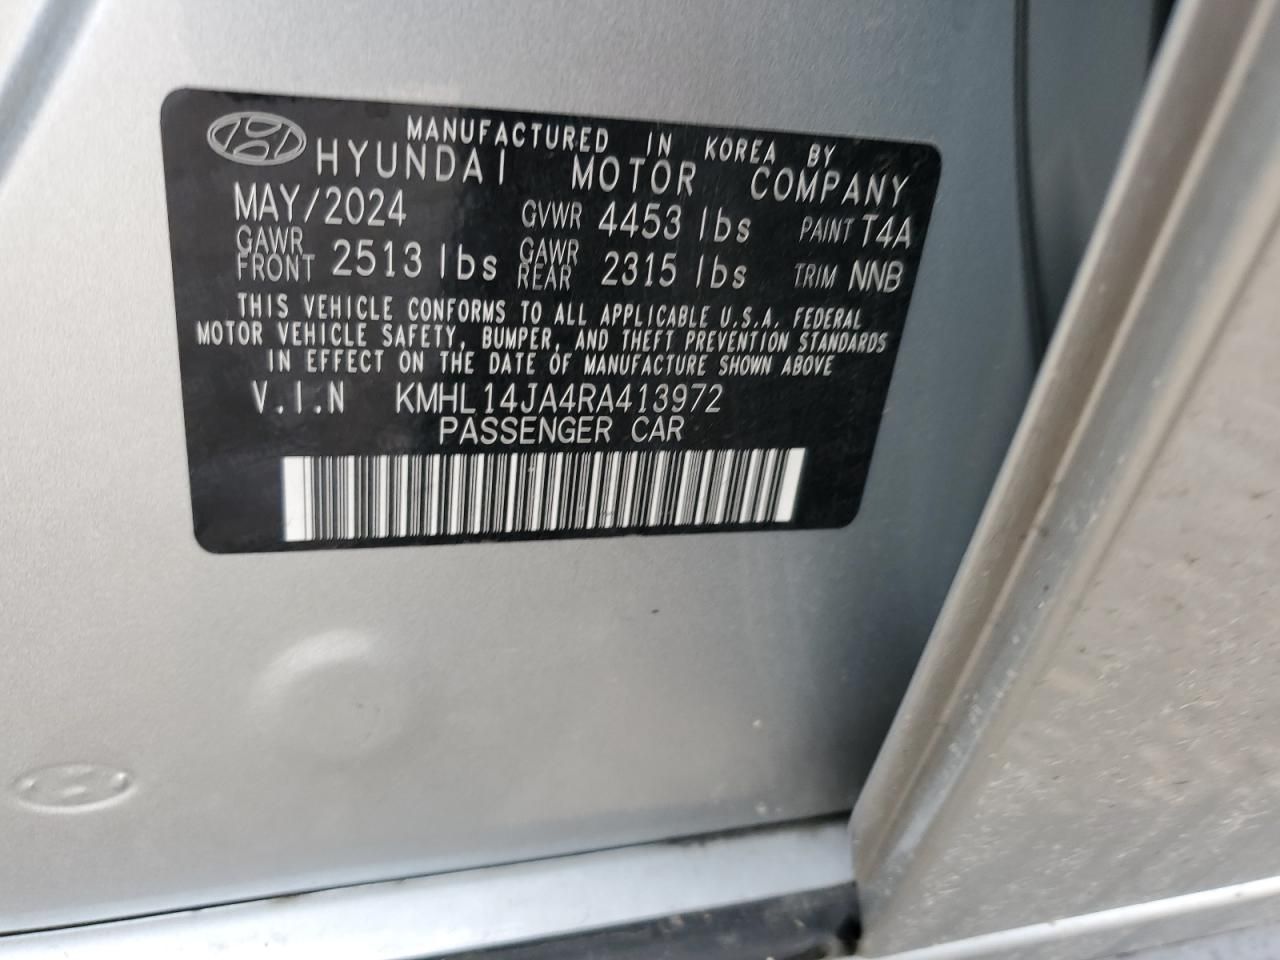 MANUFACTURED IN KOREA BY
HYUNDAI MOTOR COMPANY
MAY/2024 GVWR 4453 lbs PAINT T4A
GAWR FRONT 2513 lbs GAWR REAR 2315 lbs TRIM NNB
THIS VEHICLE CONFORMS TO ALL APPLICABLE U.S.A. FEDERAL
MOTOR VEHICLE SAFETY, BUMPER, AND THEFT PREVENTION STANDARDS
IN EFFECT ON THE DATE OF MANUFACTURE SHOWN ABOVE
V.I.N KMHL14JA4RA413972
PASSENGER CAR